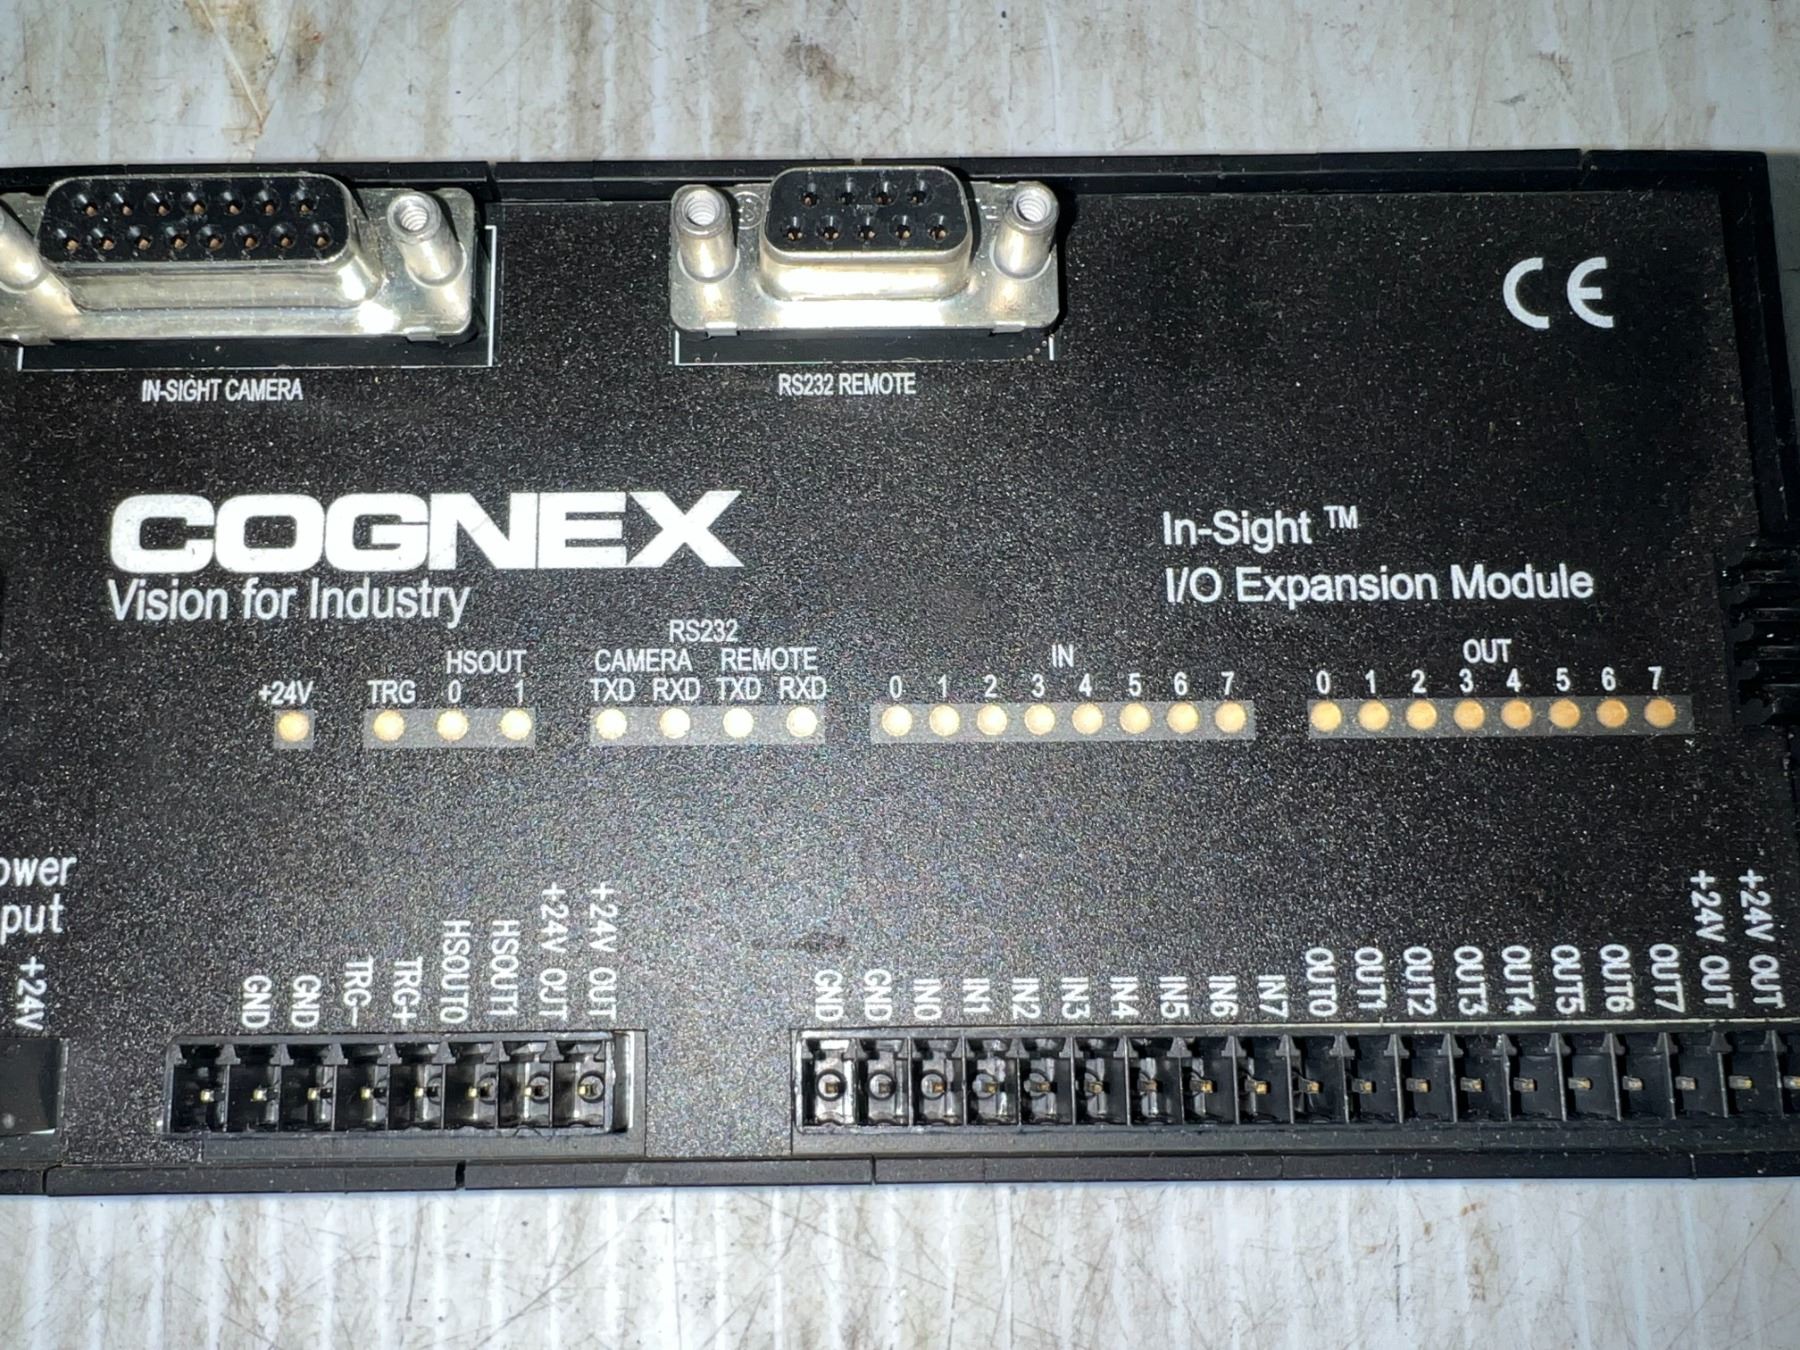 IN-SIGHT CAMERA
RS232 REMOTE
CE
COGNEX
Vision for Industry
In-Sight ™
I/O Expansion Module
RS232
HSOUT
CAMERA REMOTE
IN
OUT
+24V TRG 0 1 TXD RXD TXD RXD
0 1 2 3 4 5 6 7
0 1 2 3 4 5 6 7
+24V
GND
GND
TRG-
TRG+
HSOUT0
HSOUT1
+24V OUT
+24V OUT
GND
GND
IN0
IN1
IN2
IN3
IN4
IN5
IN6
IN7
OUT0
OUT1
OUT2
OUT3
OUT4
OUT5
OUT6
OUT7
+24V OUT
+24V OUT